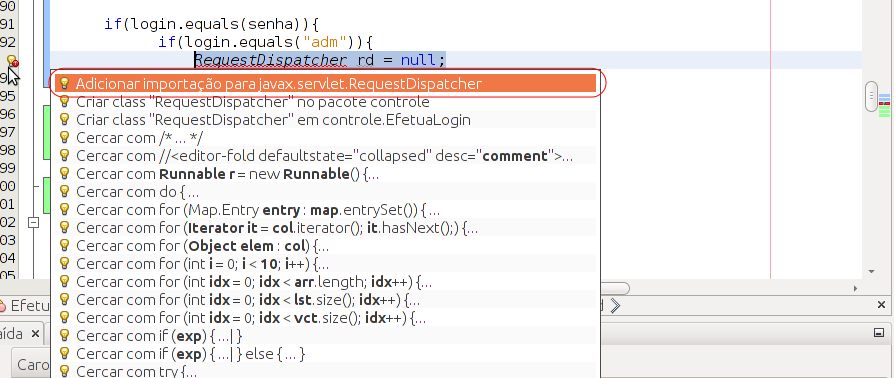 90
91 if(login.equals(senha)){
92 if(login.equals("adm")){
RequestDispatcher rd = null;
94 Adicionar importação para javax.servlet.RequestDispatcher
95 Criar class "RequestDispatcher" no pacote controle
96 Criar class "RequestDispatcher" em controle.EfetuaLogin
97 Cercar com /* ... */
98 Cercar com //<editor-fold defaultstate="collapsed" desc="comment">...
99 Cercar com Runnable r = new Runnable() {...
00 Cercar com do { ...
01 Cercar com for (Map.Entry entry : map.entrySet()) {...
02 Cercar com for (Iterator it = col.iterator(); it.hasNext();) {...
03 Cercar com for (Object elem : col) {...
04 Cercar com for (int i = 0; i < 10; i++) {...
05 Cercar com for (int idx = 0; idx < arr.length; idx++) {...
Cercar com for (int idx = 0; idx < lst.size(); idx++) {...
Efetu Cercar com for (int idx = 0; idx < vct.size(); idx++) {...
aída Cercar com if (exp) { ...| }
Cercar com if (exp) { ...| } else { ... }
Caro Cercar com try {...